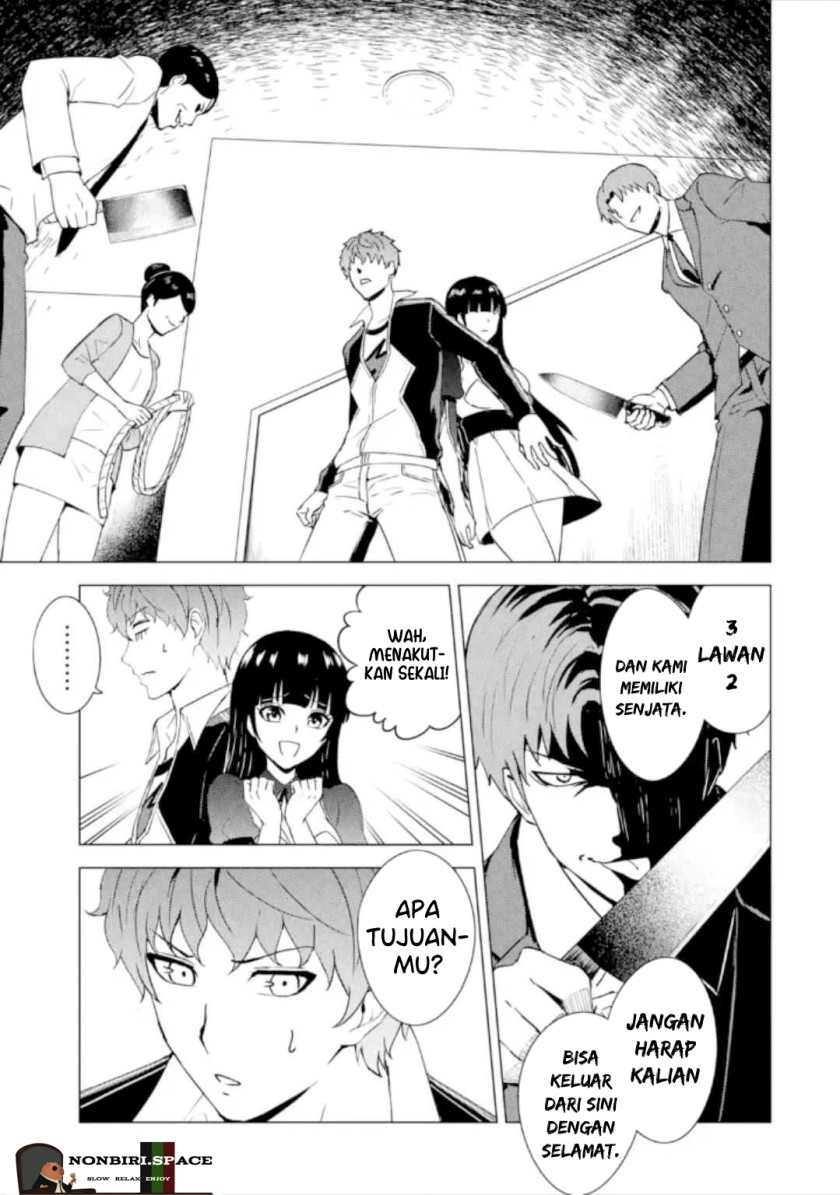 3
LAWAN
2
DAN KAMI
MEMILIKI
SENJATA.
JANGAN
HARAP
KALIAN
BISA
KELUAR
DARI SINI
DENGAN
SELAMAT.
WAH,
MENAKUT-
KAN SEKALI!
.........
APA
TUJUAN-
MU?
NONBIRI.SPACE
SLOW RELAX ENJOY